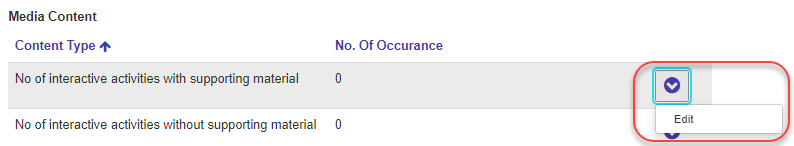 Media Content
Content Type No. Of Occurance
No of interactive activities with supporting material 0
Edit
No of interactive activities without supporting material 0